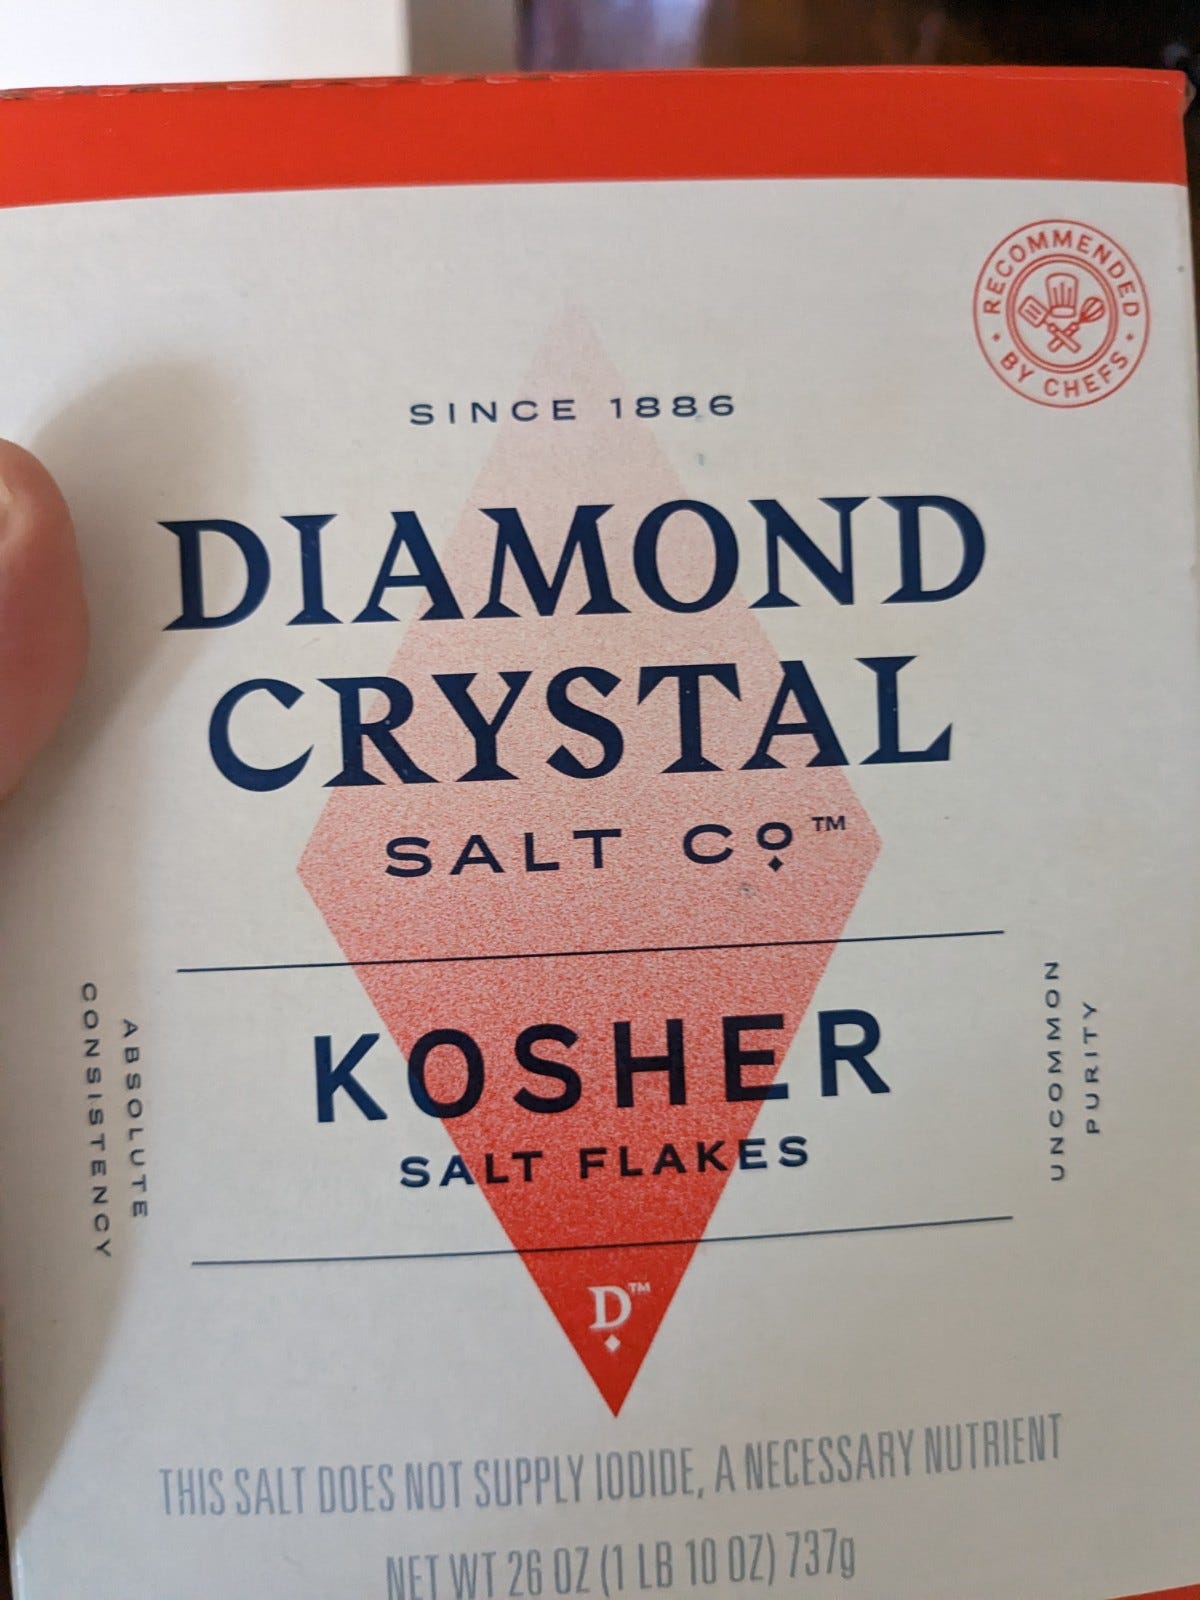 RECOMMENDED
BY CHEFS
SINCE 1886
DIAMOND
CRYSTAL
SALT Co™
KOSHER
SALT FLAKES
ABSOLUTE
CONSISTENCY
UNCOMMON
PURITY
D™
THIS SALT DOES NOT SUPPLY IODIDE, A NECESSARY NUTRIENT
NET WT 26 OZ (1 LB 10 OZ) 737g